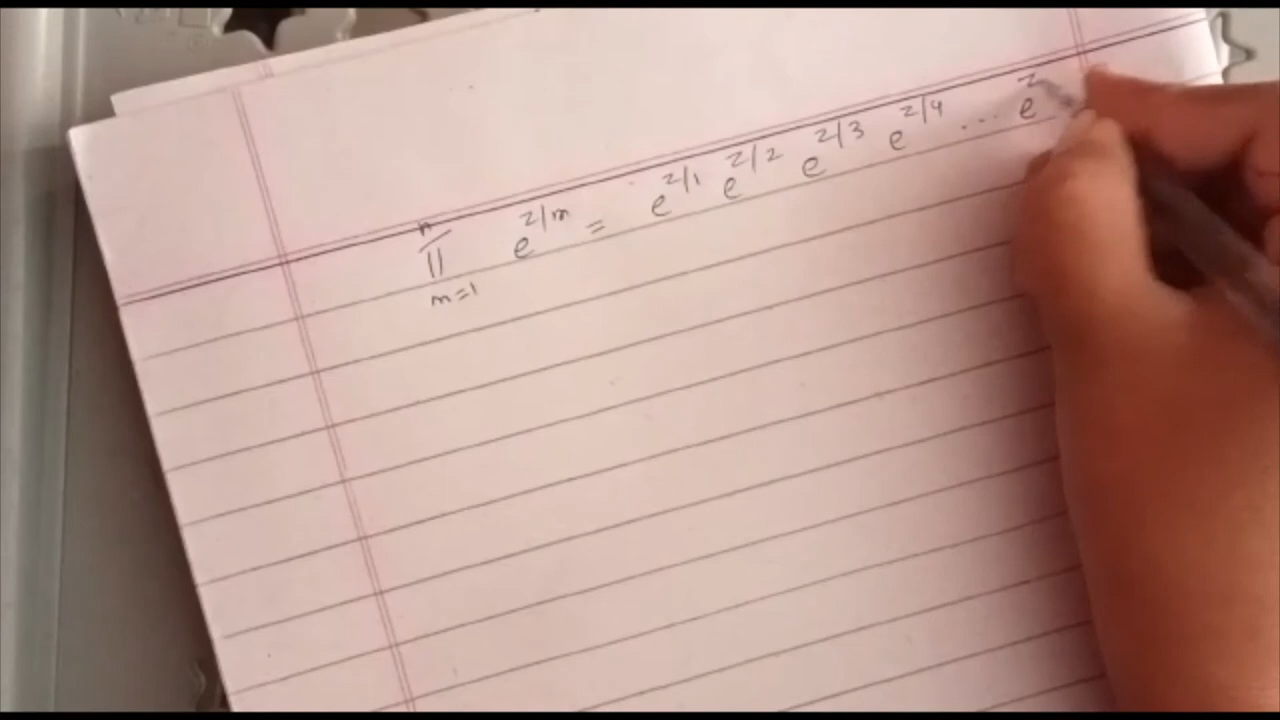 n
∏ e^{z/m} = e^{z/1} e^{z/2} e^{z/3} e^{z/4} ... e^{z
m=1